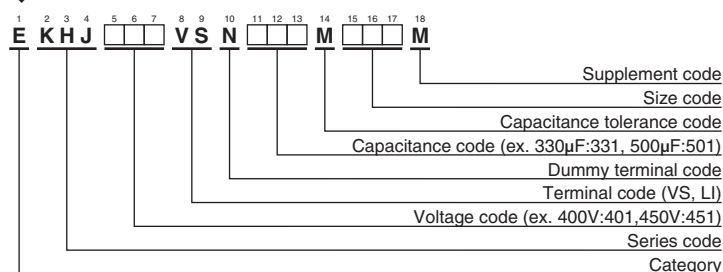 1 2 3 4 5 6 7 8 9 10 11 12 13 14 15 16 17 18
E KHJ □□□ VS N □□□ M □□□ M
Supplement code
Size code
Capacitance tolerance code
Capacitance code (ex. 330μF:331, 500μF:501)
Dummy terminal code
Terminal code (VS, LI)
Voltage code (ex. 400V:401,450V:451)
Series code
Category